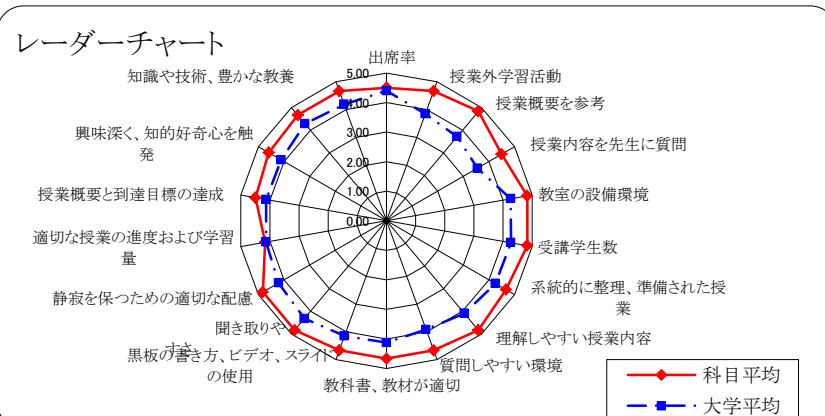 レーダーチャート
出席率
授業外学習活動
授業概要を参考
授業内容を先生に質問
教室の設備環境
受講学生数
系統的に整理、準備された授
業
理解しやすい授業内容
質問しやすい環境
教科書、教材が適切
黒板の書き方、ビデオ、スライド
の使用
聞き取りや
すさ
静寂を保つための適切な配慮
適切な授業の進度および学習
量
授業概要と到達目標の達成
興味深く、知的好奇心を触
発
知識や技術、豊かな教養
5.00
4.00
3.00
2.00
1.00
0.00
科目平均
大学平均